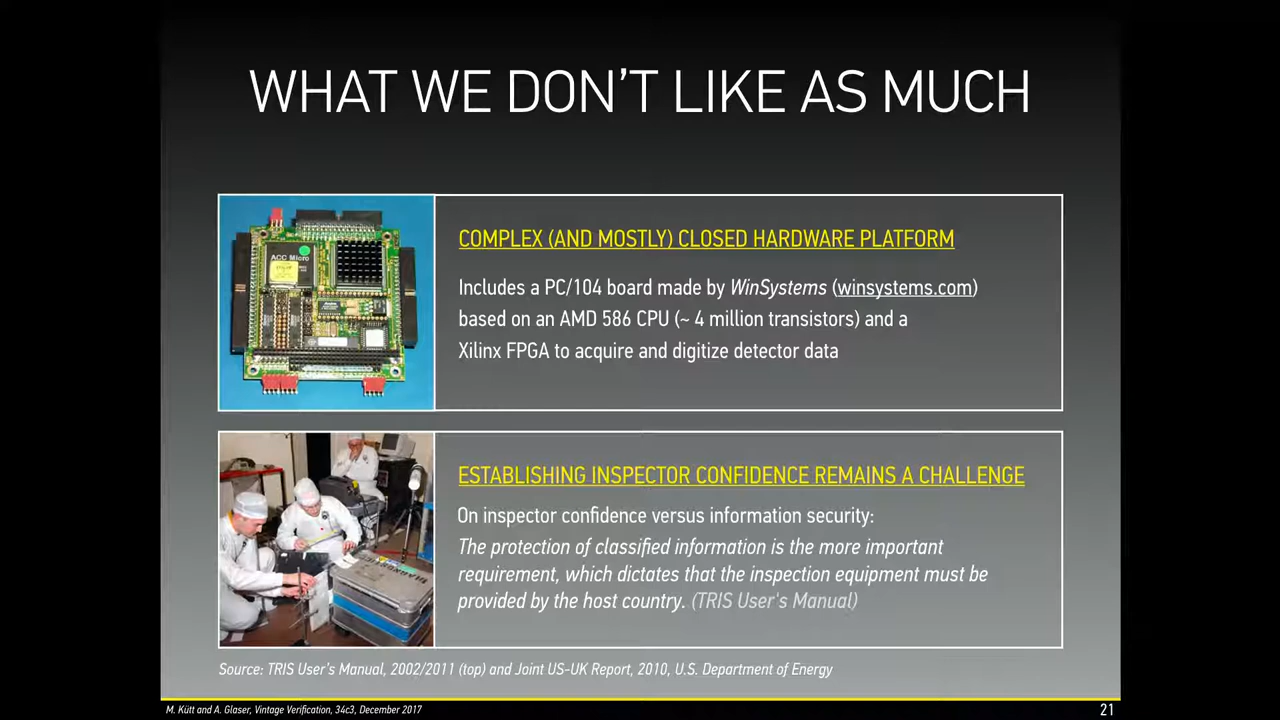 WHAT WE DON'T LIKE AS MUCH
ACC Micro
COMPLEX (AND MOSTLY) CLOSED HARDWARE PLATFORM
Includes a PC/104 board made by WinSystems (winsystems.com)
based on an AMD 586 CPU (~ 4 million transistors) and a
Xilinx FPGA to acquire and digitize detector data
ESTABLISHING INSPECTOR CONFIDENCE REMAINS A CHALLENGE
On inspector confidence versus information security:
The protection of classified information is the more important
requirement, which dictates that the inspection equipment must be
provided by the host country. (TRIS User's Manual)
Source: TRIS User's Manual, 2002/2011 (top) and Joint US-UK Report, 2010, U.S. Department of Energy
M. Kütt and A. Glaser, Vintage Verification, 34c3, December 2017
21